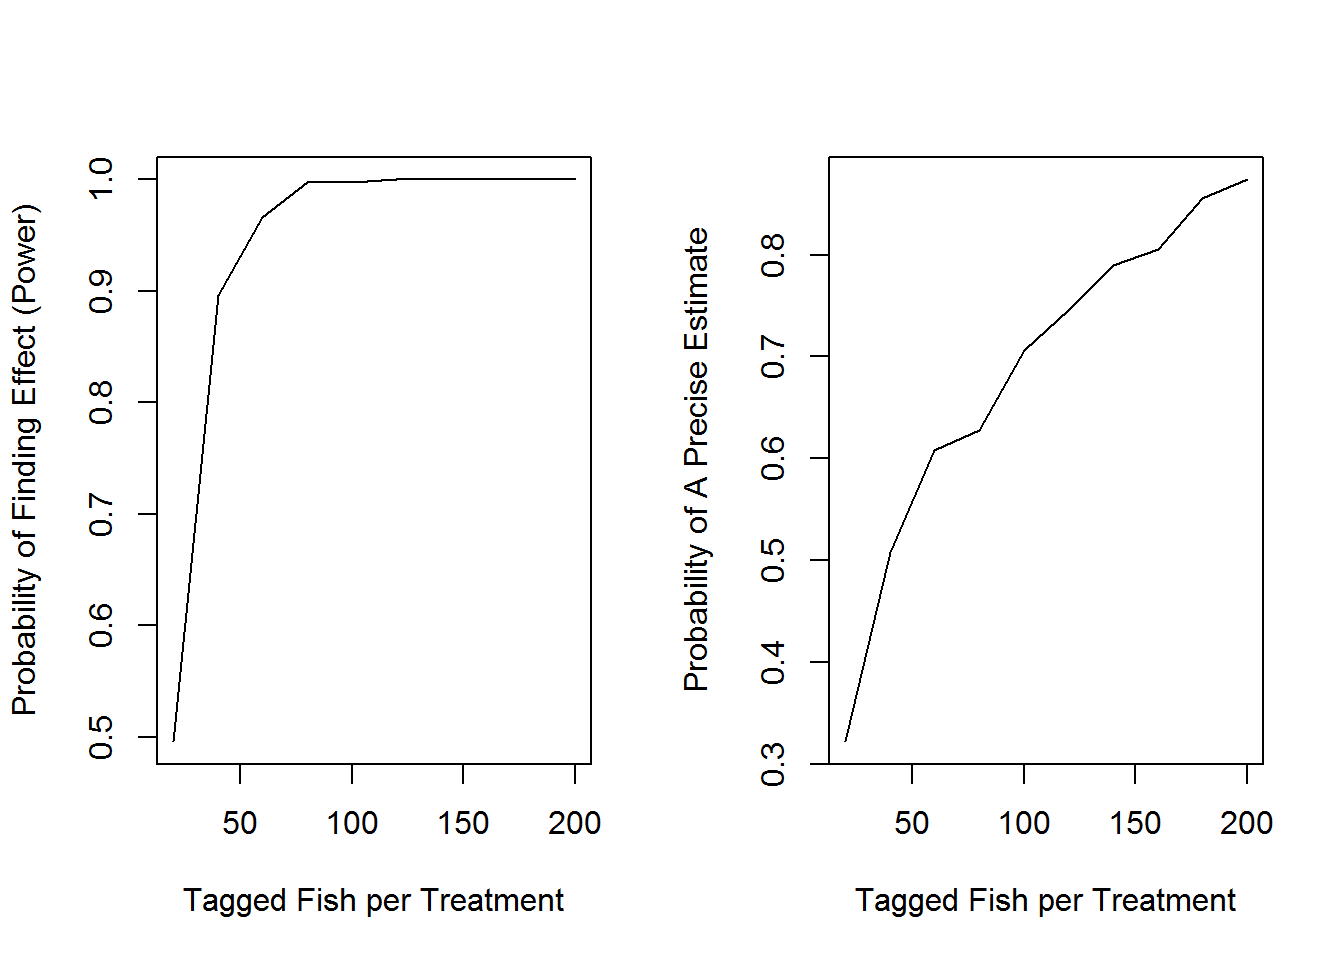 Probability of Finding Effect (Power)
1.0
0.9
0.8
0.7
0.6
0.5
50 100 150 200
Tagged Fish per Treatment
Probability of A Precise Estimate
0.8
0.7
0.6
0.5
0.4
0.3
50 100 150 200
Tagged Fish per Treatment